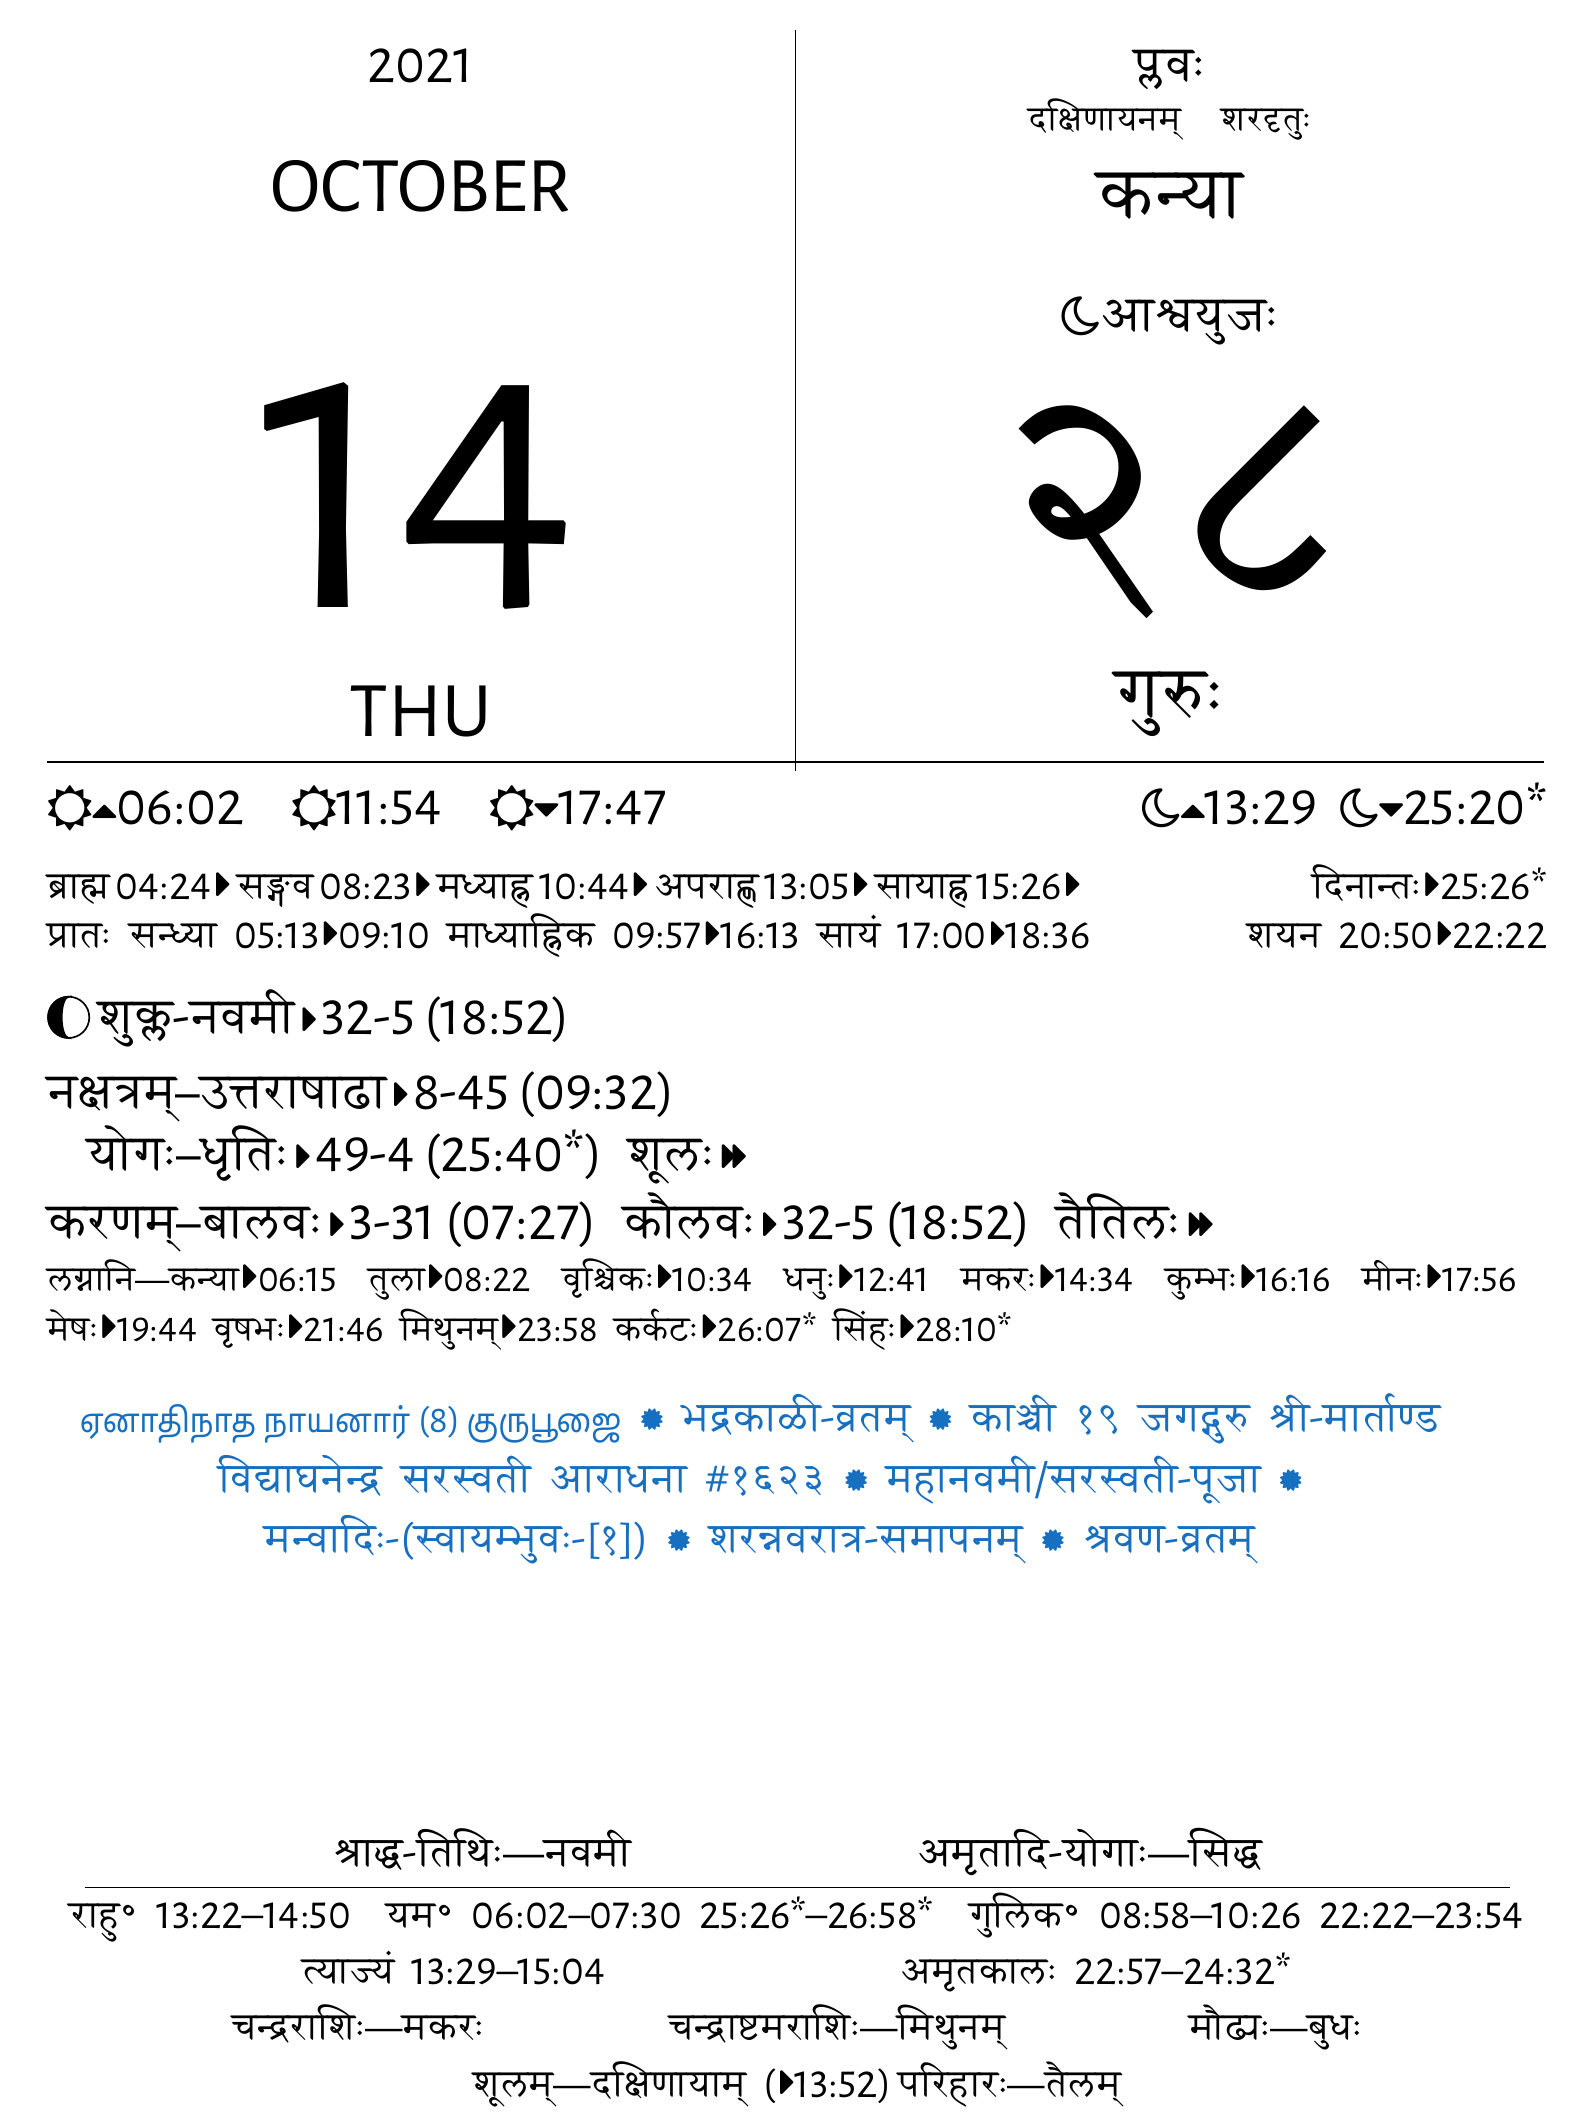 2021
OCTOBER
14
THU
प्लवः
दक्षिणायनम् शरदृतुः
कन्या
आश्वयुजः
२८
गुरुः
06:02 11:54 17:47 13:29 25:20*
ब्राह्म 04:24 सङ्गव 08:23 मध्याह्न 10:44 अपराह्ण 13:05 सायाह्न 15:26 दिनान्तः 25:26*
प्रातः सन्ध्या 05:13 09:10 माध्याह्निक 09:57 16:13 सायं 17:00 18:36 शयन 20:50 22:22
शुक्ल-नवमी 32-5 (18:52)
नक्षत्रम्–उत्तराषाढा 8-45 (09:32)
योगः–धृतिः 49-4 (25:40*) शूलः
करणम्–बालवः 3-31 (07:27) कौलवः 32-5 (18:52) तैतिलः
लग्नानि—कन्या 06:15 तुला 08:22 वृश्चिकः 10:34 धनुः 12:41 मकरः 14:34 कुम्भः 16:16 मीनः 17:56
मेषः 19:44 वृषभः 21:46 मिथुनम् 23:58 कर्कटः 26:07* सिंहः 28:10*
ஏனாதிநாத நாயனார் (8) குருபூஜை ✹ भद्रकाळी-व्रतम् ✹ काञ्ची १९ जगद्गुरु श्री-मार्ताण्ड
विद्याघनेन्द्र सरस्वती आराधना #१६२३ ✹ महानवमी/सरस्वती-पूजा ✹
मन्वादिः-(स्वायम्भुवः-[१]) ✹ शरन्नवरात्र-समापनम् ✹ श्रवण-व्रतम्
श्राद्ध-तिथिः—नवमी अमृतादि-योगाः—सिद्ध
राहु॰ 13:22–14:50 यम॰ 06:02–07:30 25:26*–26:58* गुलिक॰ 08:58–10:26 22:22–23:54
त्याज्यं 13:29–15:04 अमृतकालः 22:57–24:32*
चन्द्रराशिः—मकरः चन्द्राष्टमराशिः—मिथुनम् मौढ्यः—बुधः
शूलम्—दक्षिणायाम् (13:52) परिहारः—तैलम्